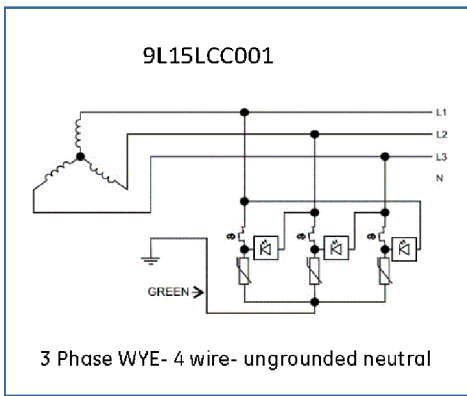 9L15LCC001
L1
L2
L3
N
GREEN
3 Phase WYE- 4 wire- ungrounded neutral